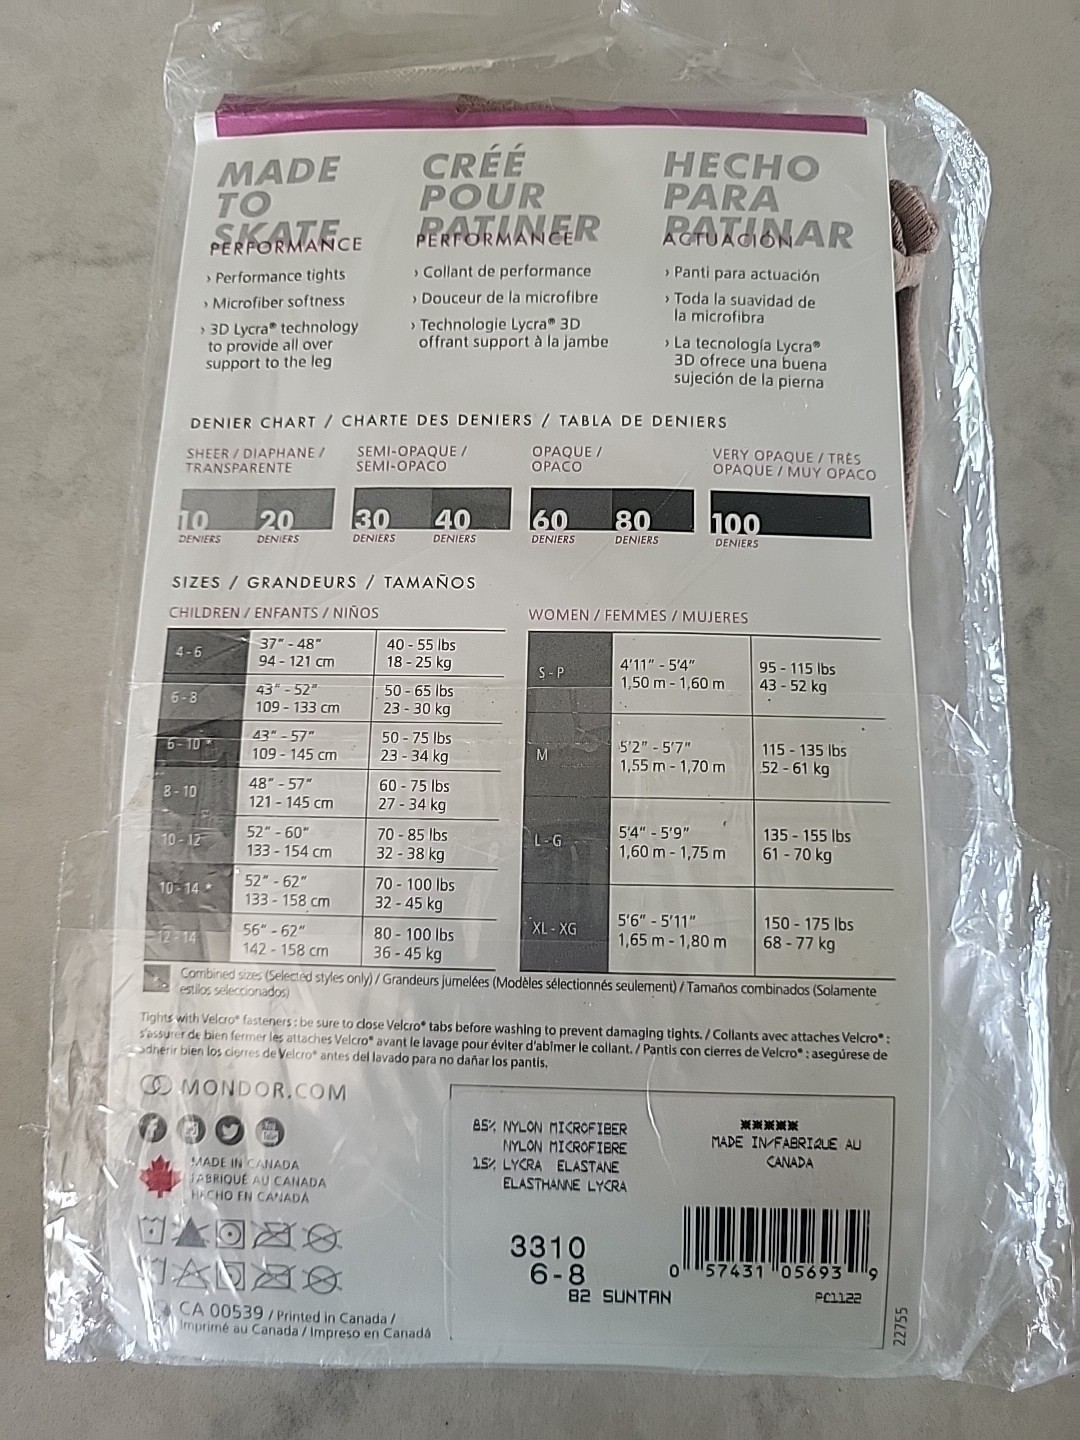 MADE
TO
SKATE
PERFORMANCE
› Performance tights
› Microfiber softness
› 3D Lycra® technology
to provide all over
support to the leg
CRÉÉ
POUR
PATINER
PERFORMANCE
› Collant de performance
› Douceur de la microfibre
› Technologie Lycra® 3D
offrant support à la jambe
HECHO
PARA
PATINAR
ACTUACIÓN
› Panti para actuación
› Toda la suavidad de
la microfibra
› La tecnología Lycra®
3D ofrece una buena
sujeción de la pierna
DENIER CHART / CHARTE DES DENIERS / TABLA DE DENIERS
SHEER / DIAPHANE /
TRANSPARENTE
10 20
DENIERS DENIERS
SEMI-OPAQUE /
SEMI-OPACO
30 40
DENIERS DENIERS
OPAQUE /
OPACO
60 80
DENIERS DENIERS
VERY OPAQUE / TRÈS
OPAQUE / MUY OPACO
100
DENIERS
SIZES / GRANDEURS / TAMAÑOS
CHILDREN / ENFANTS / NIÑOS
4-6 37" - 48" 40 - 55 lbs
94 - 121 cm 18 - 25 kg
6-8 43" - 52" 50 - 65 lbs
109 - 133 cm 23 - 30 kg
6-10 * 43" - 57" 50 - 75 lbs
109 - 145 cm 23 - 34 kg
8-10 48" - 57" 60 - 75 lbs
121 - 145 cm 27 - 34 kg
10-12 52" - 60" 70 - 85 lbs
133 - 154 cm 32 - 38 kg
10-14 * 52" - 62" 70 - 100 lbs
133 - 158 cm 32 - 45 kg
12-14 56" - 62" 80 - 100 lbs
142 - 158 cm 36 - 45 kg
WOMEN / FEMMES / MUJERES
S-P 4'11" - 5'4" 95 - 115 lbs
1,50 m - 1,60 m 43 - 52 kg
M 5'2" - 5'7" 115 - 135 lbs
1,55 m - 1,70 m 52 - 61 kg
L-G 5'4" - 5'9" 135 - 155 lbs
1,60 m - 1,75 m 61 - 70 kg
XL-XG 5'6" - 5'11" 150 - 175 lbs
1,65 m - 1,80 m 68 - 77 kg
Combined sizes (Selected styles only) / Grandeurs jumelées (Modèles sélectionnés seulement) / Tamaños combinados (Solamente
estilos seleccionados)
Tights with Velcro® fasteners : be sure to close Velcro® tabs before washing to prevent damaging tights. / Collants avec attaches Velcro® :
s'assurer de bien fermer les attaches Velcro® avant le lavage pour éviter d'abîmer le collant. / Pantis con cierres de Velcro® : asegúrese de
adherir bien los cierres de Velcro® antes del lavado para no dañar los pantis.
MONDOR.COM
You
Tube
MADE IN CANADA
FABRIQUÉ AU CANADA
HECHO EN CANADÁ
CA 00539 / Printed in Canada /
Imprimé au Canada / Impreso en Canadá
85% NYLON MICROFIBER
NYLON MICROFIBRE
15% LYCRA ELASTANE
ELASTHANNE LYCRA
*****
MADE IN/FABRIQUE AU
CANADA
3310
6-8
82 SUNTAN
0 57431 05693 9
PC1122
22755